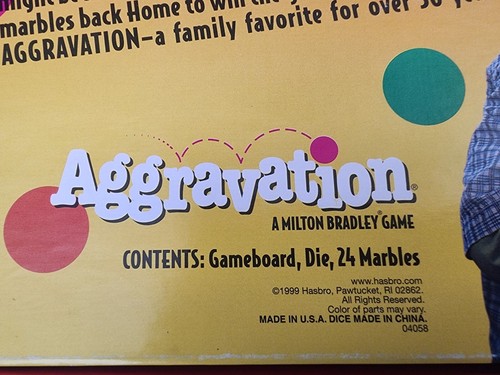 marbles back Home to win the
AGGRAVATION—a family favorite for over 30
Aggravation®
A MILTON BRADLEY® GAME
CONTENTS: Gameboard, Die, 24 Marbles
www.hasbro.com
©1999 Hasbro, Pawtucket, RI 02862.
All Rights Reserved.
Color of parts may vary.
MADE IN U.S.A. DICE MADE IN CHINA.
04058